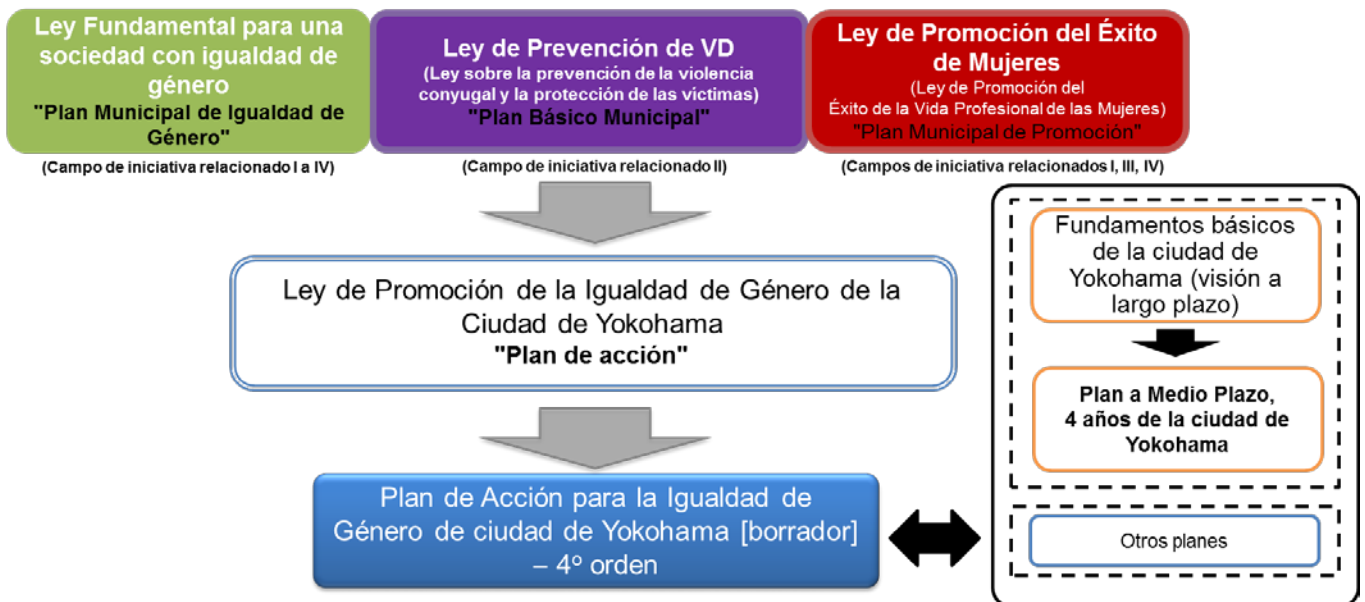 Ley Fundamental para una
sociedad con igualdad de
género
"Plan Municipal de Igualdad de
Género"
(Campo de iniciativa relacionado I a IV)
Ley de Prevención de VD
(Ley sobre la prevención de la violencia
conyugal y la protección de las víctimas)
"Plan Básico Municipal"
(Campo de iniciativa relacionado II)
Ley de Promoción del Éxito
de Mujeres
(Ley de Promoción del
Éxito de la Vida Profesional de las Mujeres)
"Plan Municipal de Promoción"
(Campos de iniciativa relacionados I, III, IV)
Ley de Promoción de la Igualdad de Género de la
Ciudad de Yokohama
"Plan de acción"
Plan de Acción para la Igualdad de
Género de ciudad de Yokohama [borrador]
– 4º orden
Fundamentos básicos
de la ciudad de
Yokohama (visión a
largo plazo)
Plan a Medio Plazo,
4 años de la ciudad de
Yokohama
Otros planes